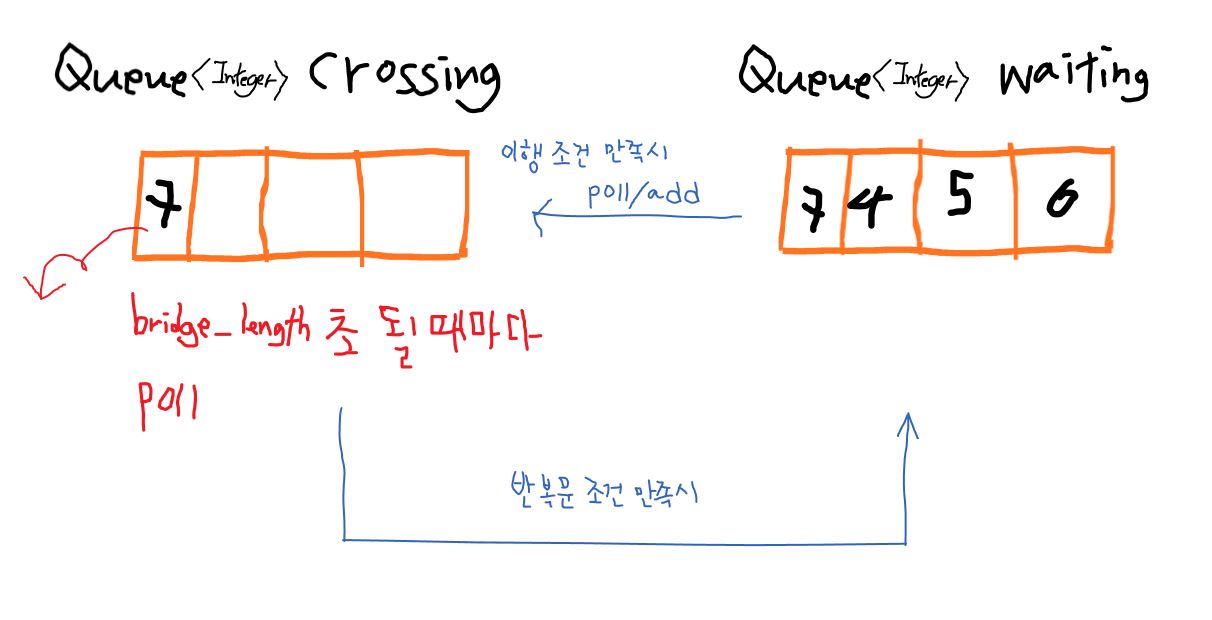 Queue<Integer> Crossing
Queue<Integer> waiting
7
이행 조건 만족시
poll/add
7 4 5 6
bridge_length 초 될 때마다
poll
반복문 조건 만족시